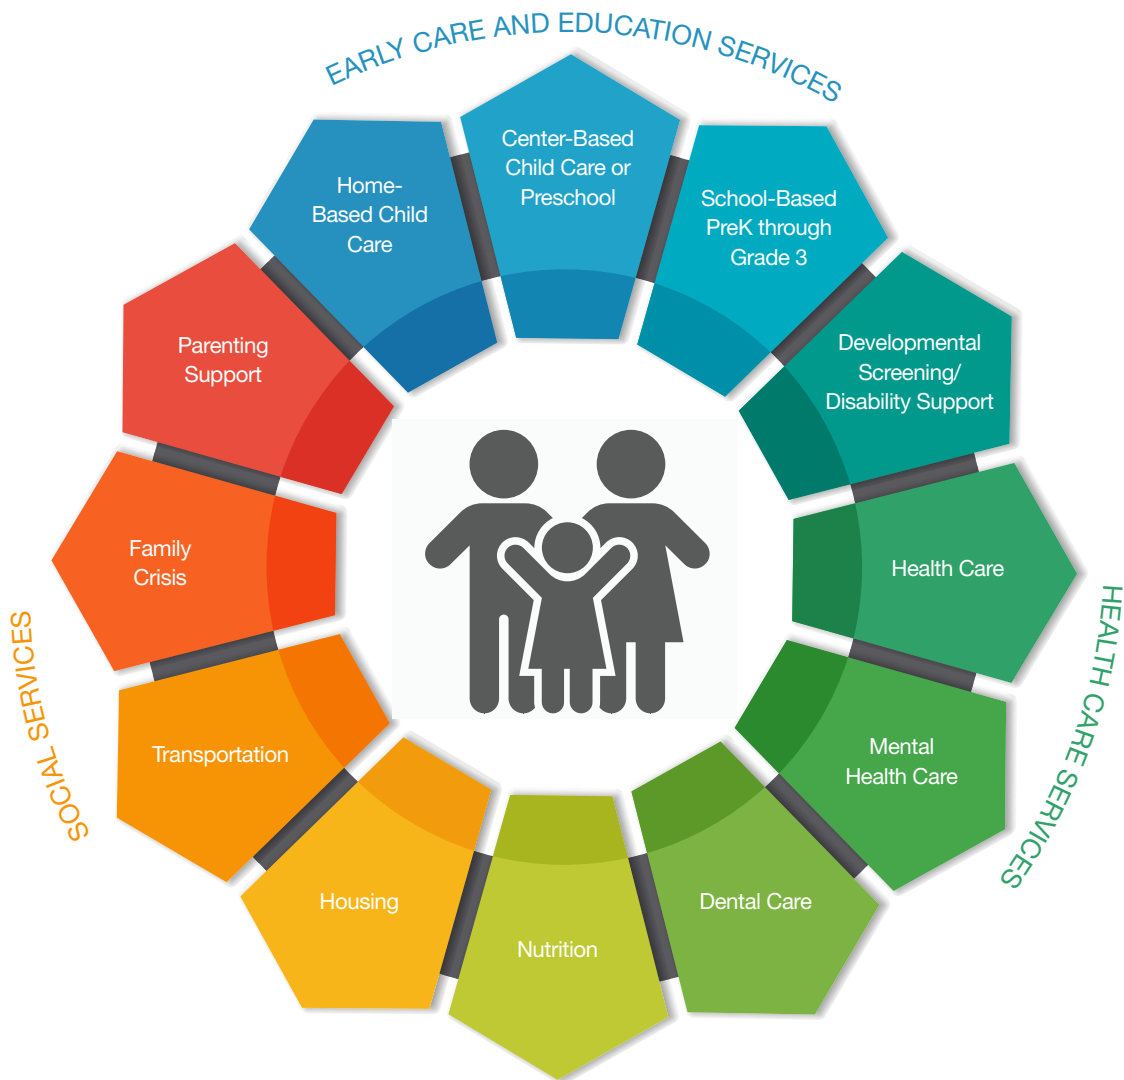 EARLY CARE AND EDUCATION SERVICES
Center-Based
Child Care or
Preschool
School-Based
PreK through
Grade 3
Developmental
Screening/
Disability Support
Health Care
Mental
Health Care
Dental Care
Nutrition
Housing
Transportation
Family
Crisis
Parenting
Support
Home-
Based Child
Care
HEALTH CARE SERVICES
SOCIAL SERVICES